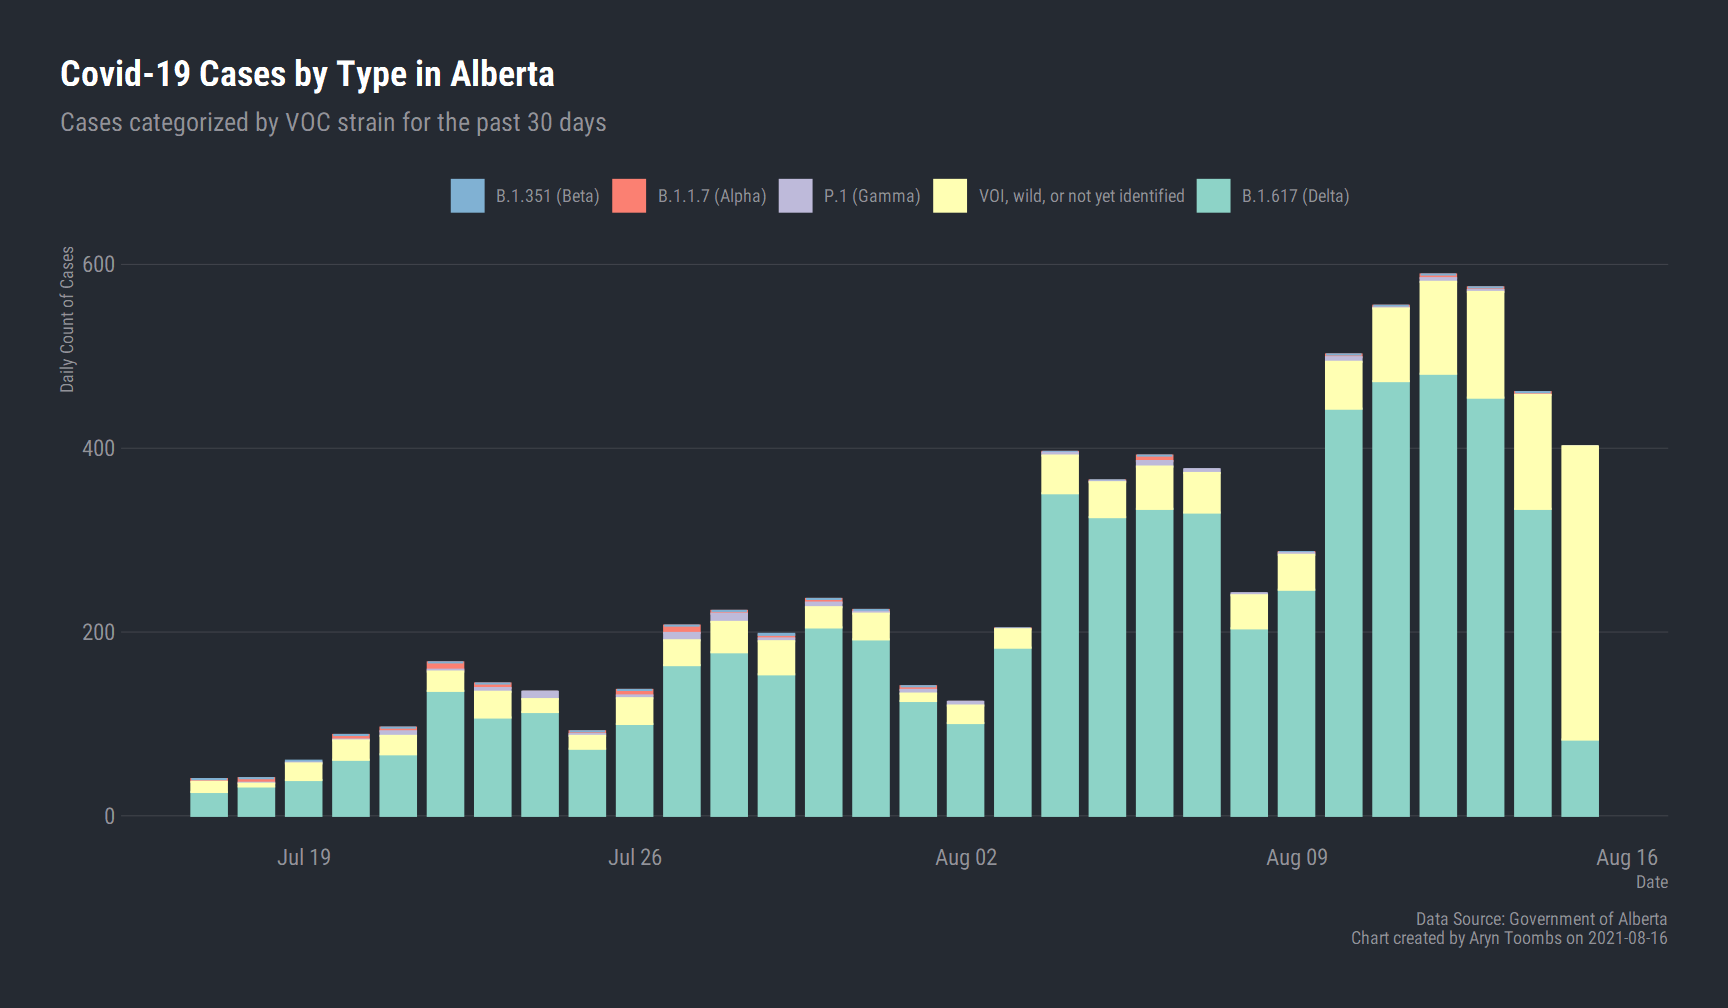 Covid-19 Cases by Type in Alberta
Cases categorized by VOC strain for the past 30 days
B.1.351 (Beta) B.1.1.7 (Alpha) P.1 (Gamma) VOI, wild, or not yet identified B.1.617 (Delta)
Daily Count of Cases
600
400
200
0
Jul 19 Jul 26 Aug 02 Aug 09 Aug 16
Date
Data Source: Government of Alberta
Chart created by Aryn Toombs on 2021-08-16